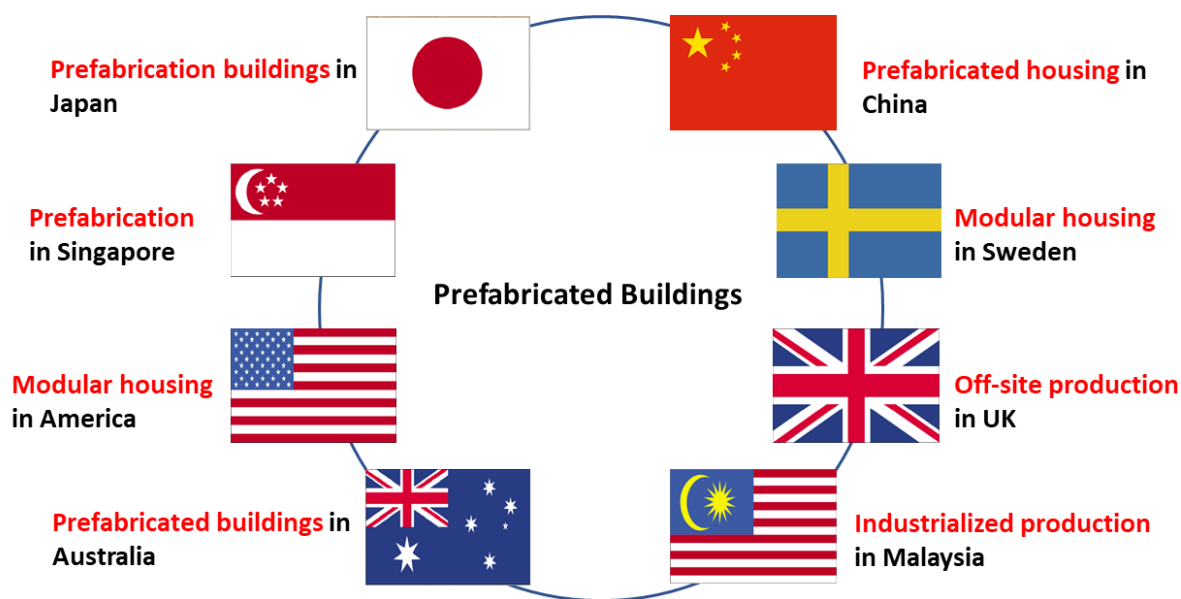 Prefabrication buildings in
Japan
Prefabricated housing in
China
Prefabrication
in Singapore
Modular housing
in Sweden
Prefabricated Buildings
Modular housing
in America
Off-site production
in UK
Prefabricated buildings in
Australia
Industrialized production
in Malaysia